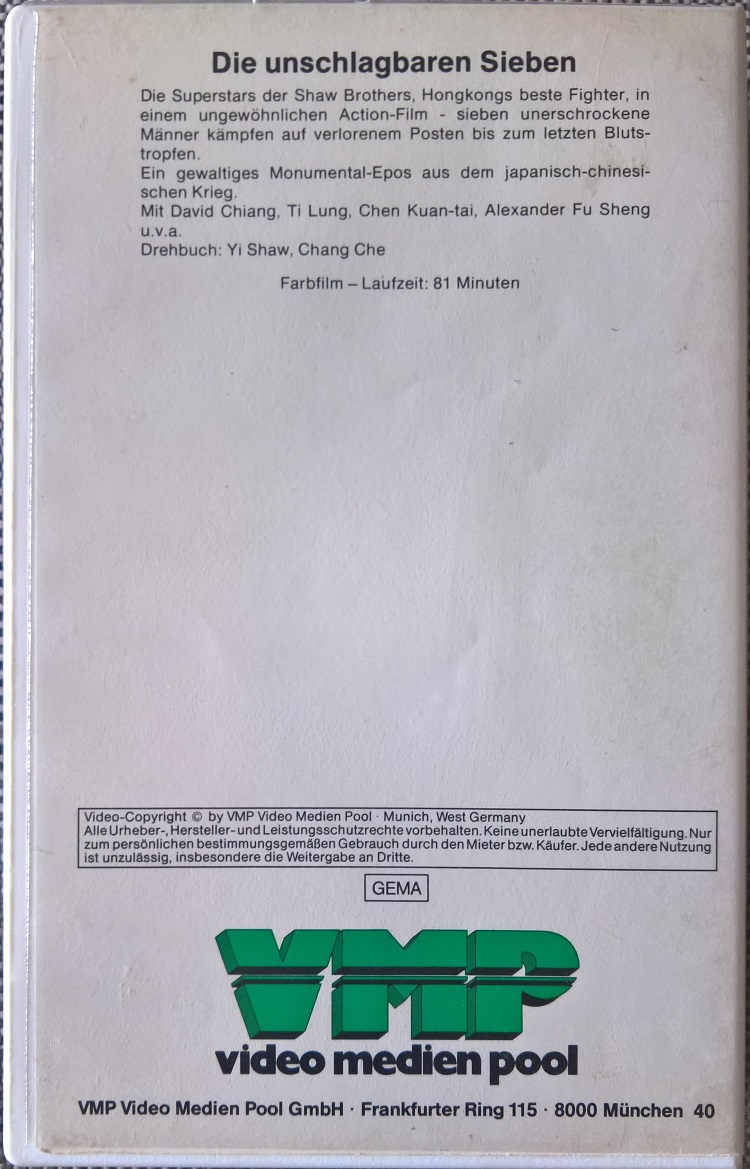 Die unschlagbaren Sieben
Die Superstars der Shaw Brothers, Hongkongs beste Fighter, in
einem ungewöhnlichen Action-Film - sieben unerschrockene
Männer kämpfen auf verlorenem Posten bis zum letzten Bluts-
tropfen.
Ein gewaltiges Monumental-Epos aus dem japanisch-chinesi-
schen Krieg.
Mit David Chiang, Ti Lung, Chen Kuan-tai, Alexander Fu Sheng
u.v.a.
Drehbuch: Yi Shaw, Chang Che
Farbfilm – Laufzeit: 81 Minuten
Video-Copyright © by VMP Video Medien Pool · Munich, West Germany
Alle Urheber-, Hersteller- und Leistungsschutzrechte vorbehalten. Keine unerlaubte Vervielfältigung. Nur
zum persönlichen bestimmungsgemäßen Gebrauch durch den Mieter bzw. Käufer. Jede andere Nutzung
ist unzulässig, insbesondere die Weitergabe an Dritte.
GEMA
VMP
video medien pool
VMP Video Medien Pool GmbH · Frankfurter Ring 115 · 8000 München 40